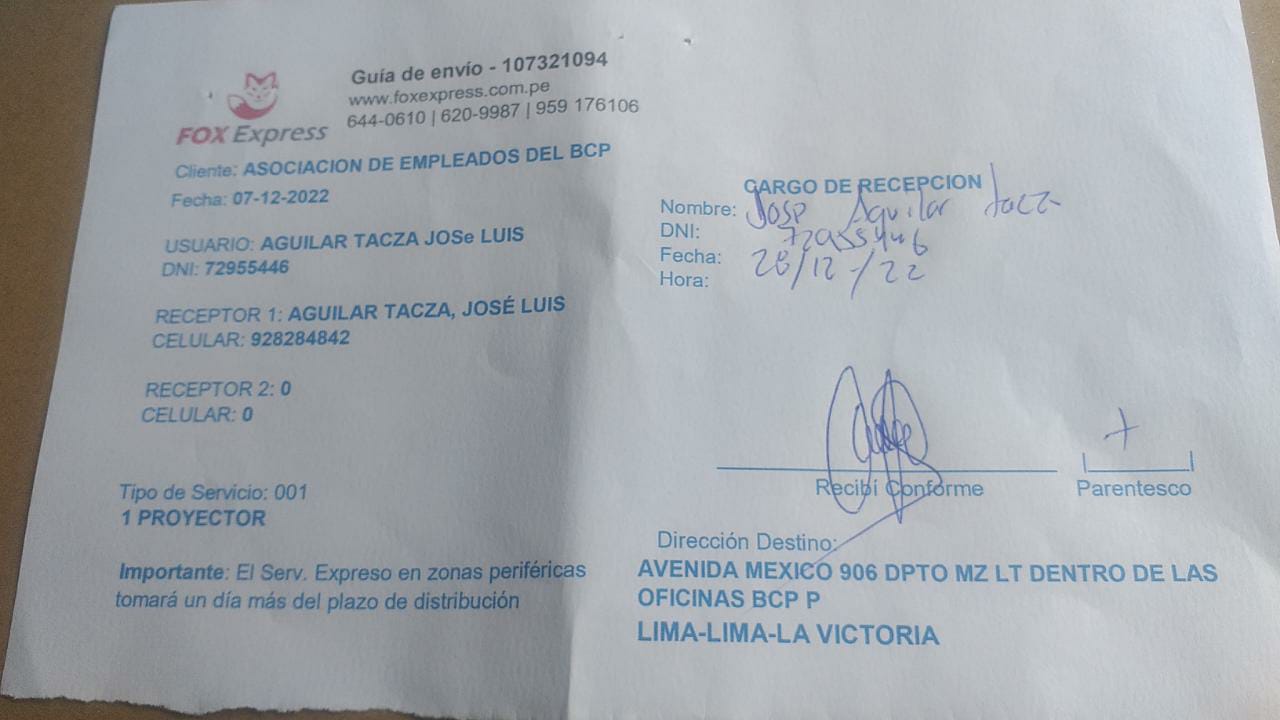 Guía de envío - 107321094
www.foxexpress.com.pe
644-0610 | 620-9987 | 959 176106
FOX Express
Cliente: ASOCIACION DE EMPLEADOS DEL BCP
Fecha: 07-12-2022
USUARIO: AGUILAR TACZA JOSe LUIS
DNI: 72955446
RECEPTOR 1: AGUILAR TACZA, JOSÉ LUIS
CELULAR: 928284842
RECEPTOR 2: 0
CELULAR: 0
Tipo de Servicio: 001
1 PROYECTOR
Importante: El Serv. Expreso en zonas periféricas
tomará un día más del plazo de distribución
CARGO DE RECEPCION
Nombre: Jose Aguilar tacza
DNI:
Fecha: 28/12/22
Hora:
Recibí Conforme
Parentesco
Dirección Destino:
AVENIDA MEXICO 906 DPTO MZ LT DENTRO DE LAS
OFICINAS BCP P
LIMA-LIMA-LA VICTORIA